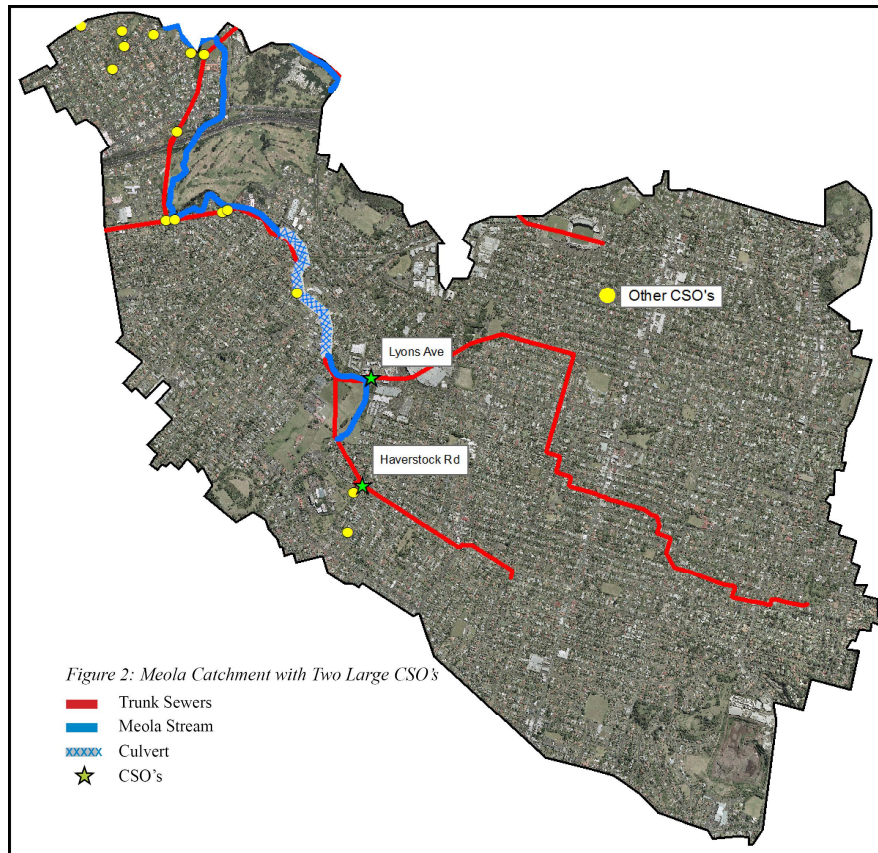 Other CSO's
Lyons Ave
Haverstock Rd
Figure 2: Meola Catchment with Two Large CSO's
Trunk Sewers
Meola Stream
Culvert
CSO's